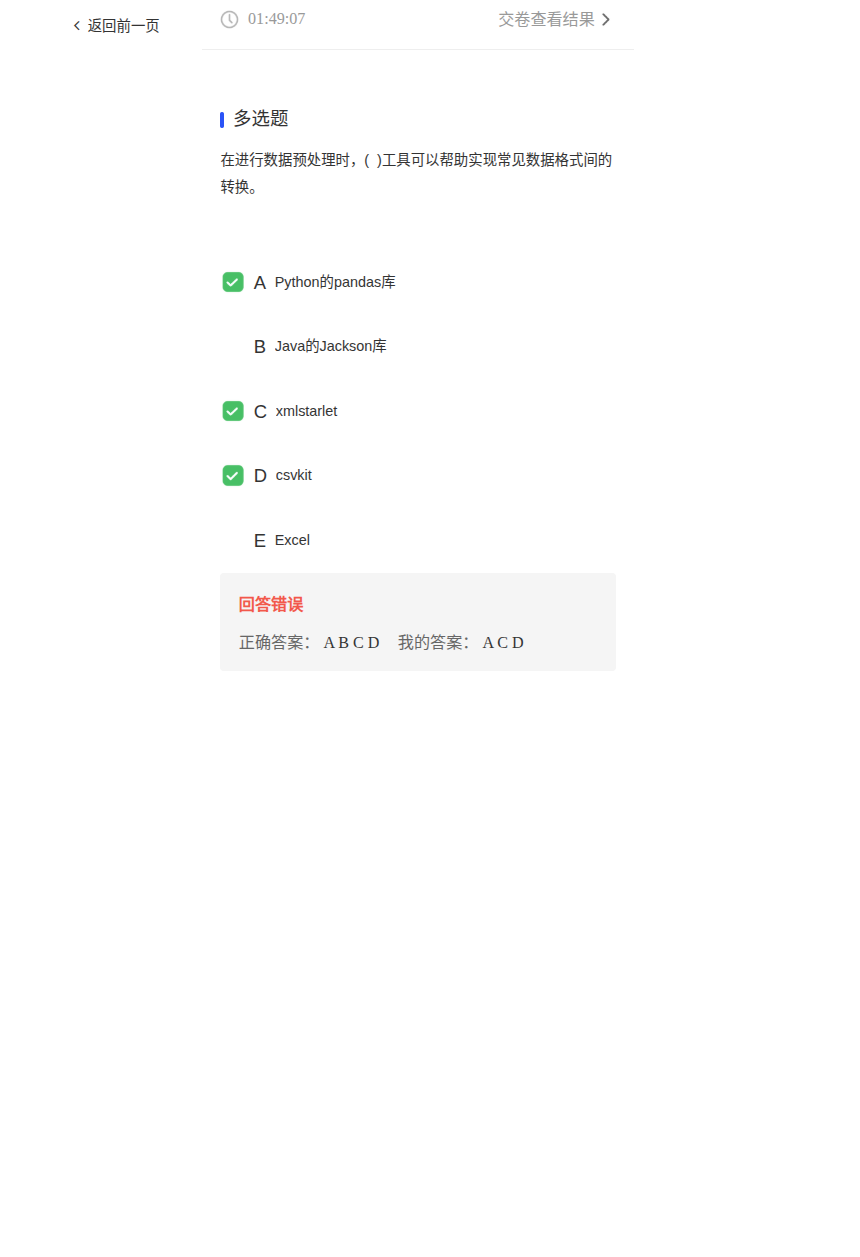 返回前一页
01:49:07 交卷查看结果
多选题
在进行数据预处理时，( )工具可以帮助实现常见数据格式间的
转换。
A Python的pandas库
B Java的Jackson库
C xmlstarlet
D csvkit
E Excel
回答错误
正确答案： A B C D 我的答案： A C D